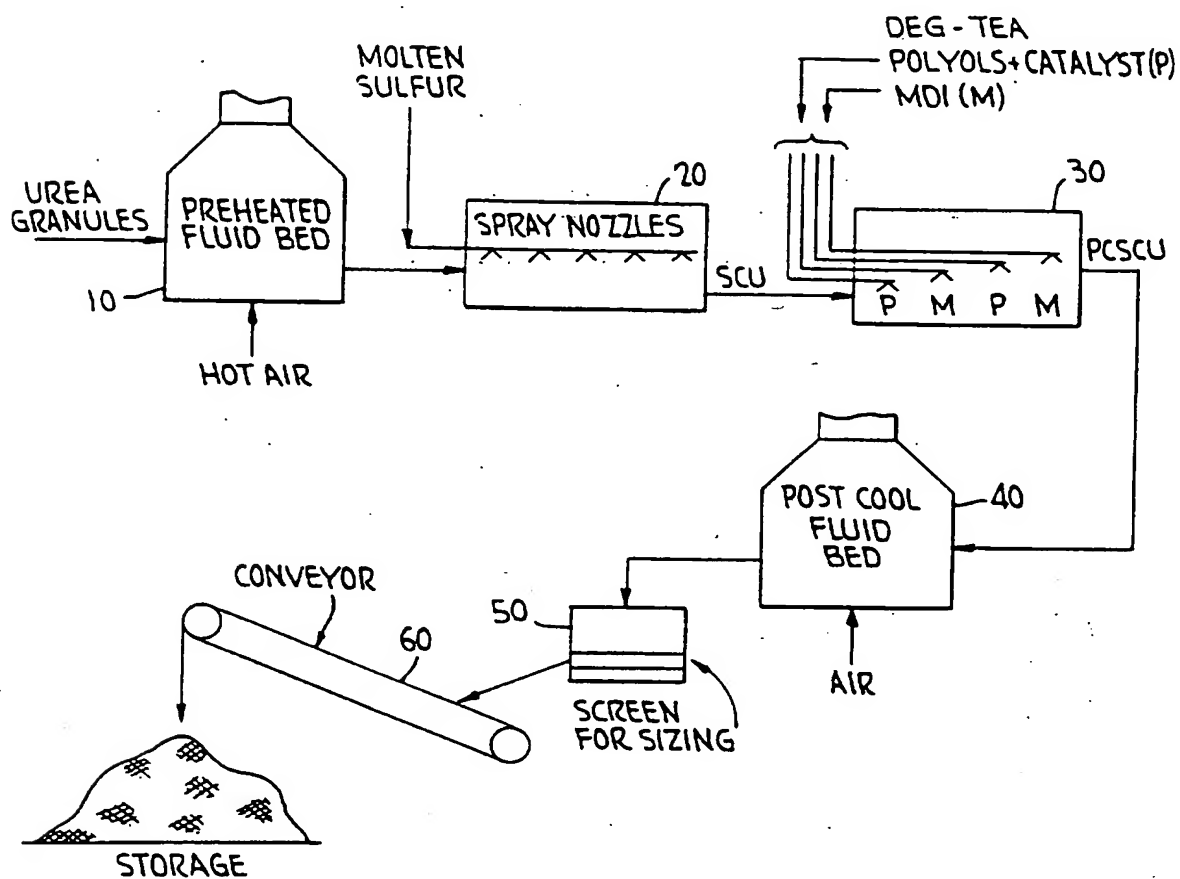 DEG-TEA
POLYOLS+CATALYST(P)
MDI (M)
MOLTEN
SULFUR
UREA
GRANULES
PREHEATED
FLUID BED
10
HOT AIR
20
SPRAY NOZZLES
SCU
30
P M P M
PCSCU
POST COOL
FLUID
BED
40
AIR
50
SCREEN
FOR SIZING
CONVEYOR
60
STORAGE